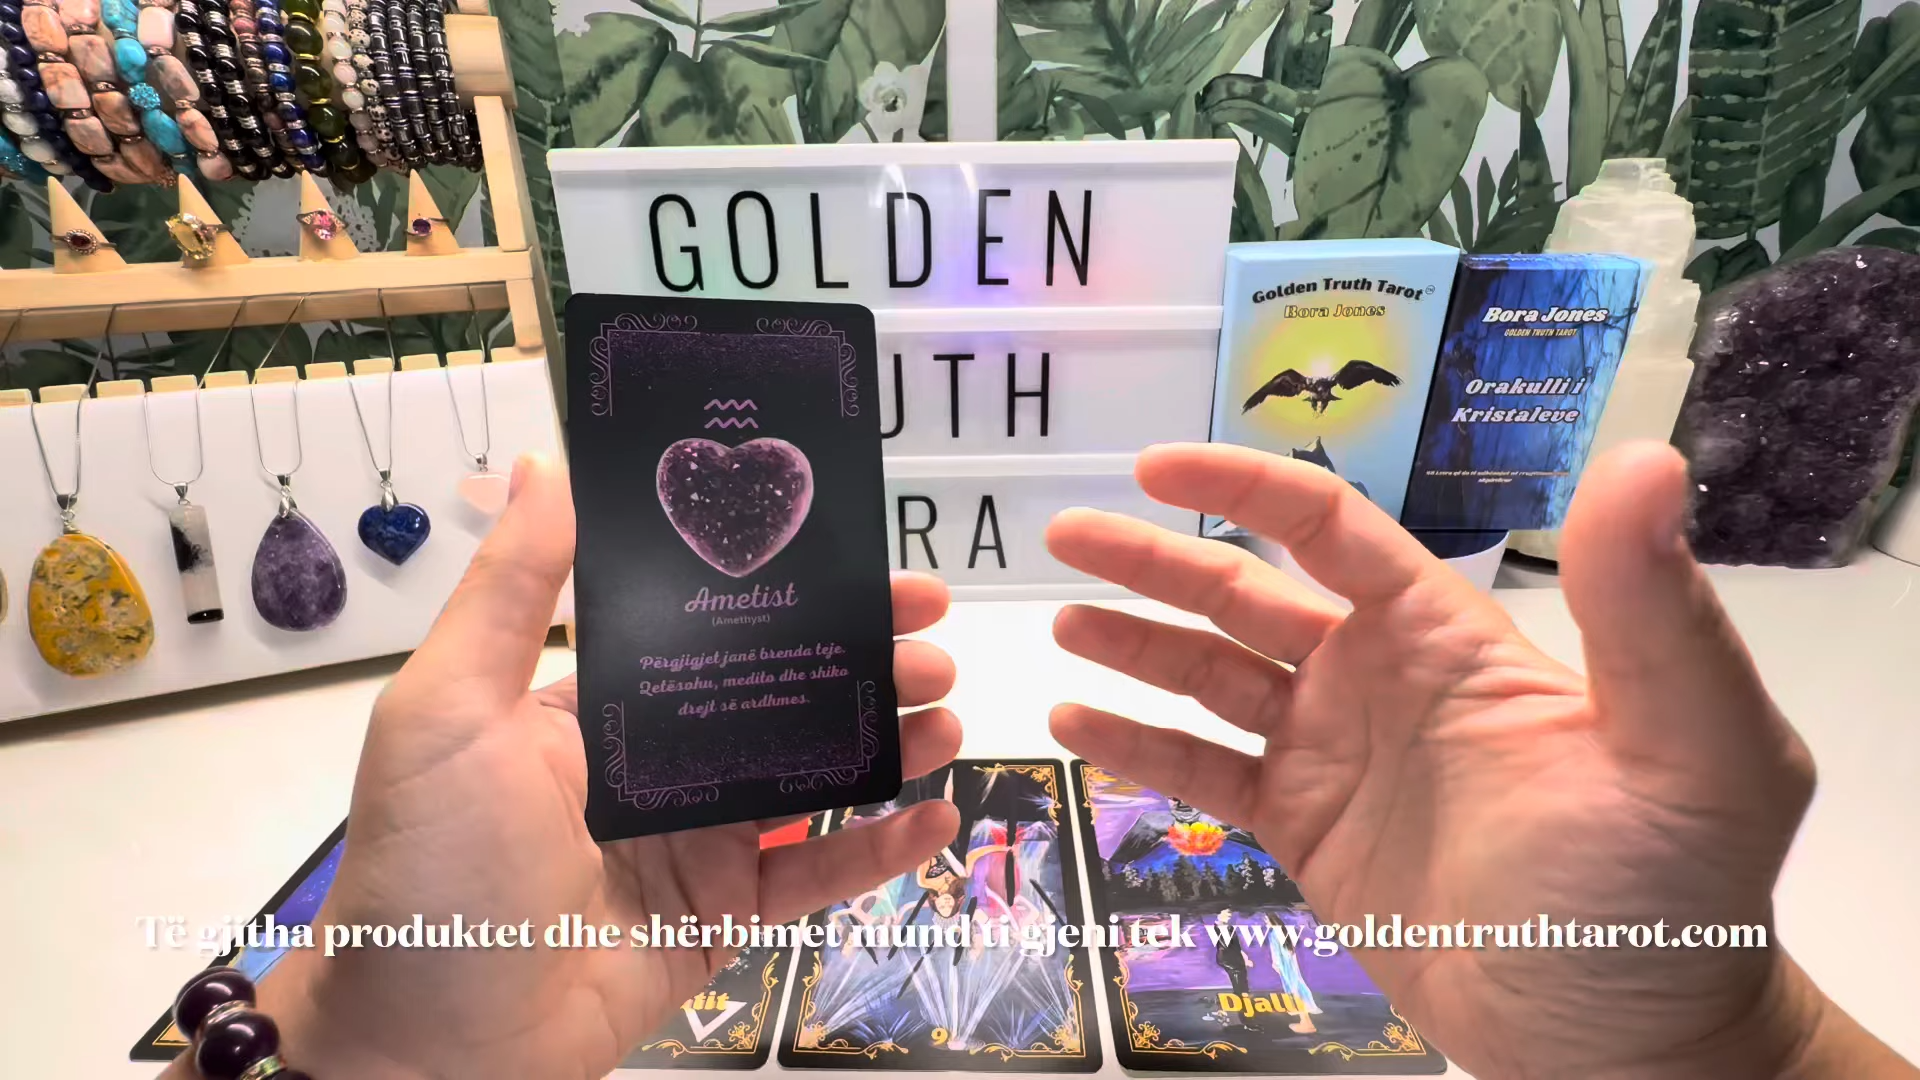 GOLDEN
UTH
RA
Golden Truth Tarot
Bora Jones
Bora Jones
GOLDEN TRUTH TAROT
Orakulli i
Kristaleve
Ametist
(Amethyst)
Përgjigjet janë brenda teje.
Qetësohu, medito dhe shiko
drejt së ardhmes.
Të gjitha produktet dhe shërbimet mund ti gjeni tek www.goldentruthtarot.com
9
Djalli